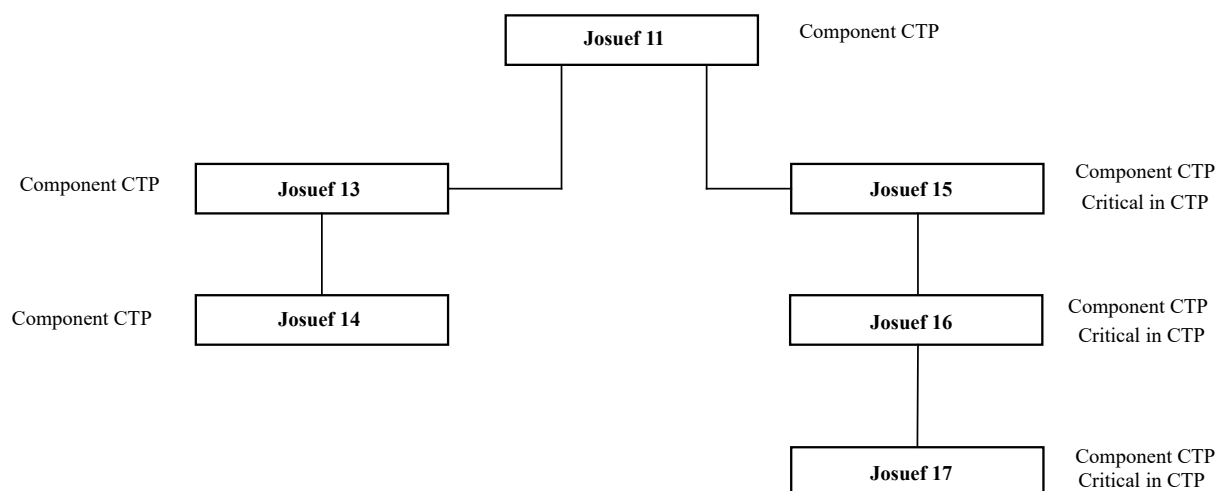 Josuef 11
Component CTP
Component CTP
Josuef 13
Josuef 15
Component CTP
Critical in CTP
Component CTP
Josuef 14
Josuef 16
Component CTP
Critical in CTP
Josuef 17
Component CTP
Critical in CTP